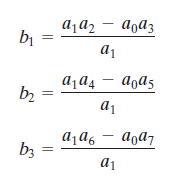 b₁ = (a₁a₂ − a₀a₃) / a₁
b₂ = (a₁a₄ − a₀a₅) / a₁
b₃ = (a₁a₆ − a₀a₇) / a₁